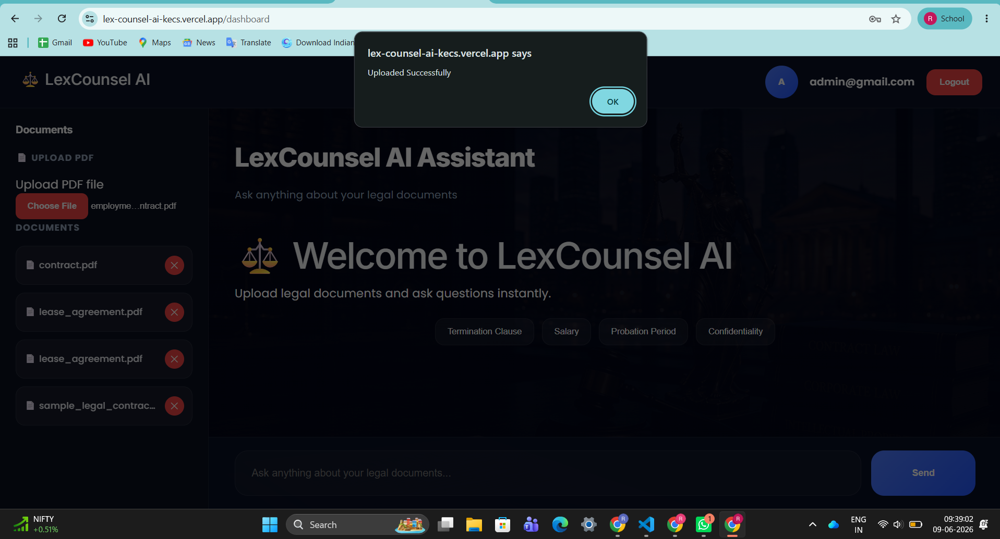 lex-counsel-ai-kecs.vercel.app/dashboard
R School
Gmail
YouTube
Maps
News
Translate
Download Indian
lex-counsel-ai-kecs.vercel.app says
Uploaded Successfully
OK
LexCounsel AI
A
admin@gmail.com
Logout
Documents
UPLOAD PDF
Upload PDF file
Choose File employme...ntract.pdf
DOCUMENTS
contract.pdf
lease_agreement.pdf
lease_agreement.pdf
sample_legal_contrac...
LexCounsel AI Assistant
Ask anything about your legal documents
Welcome to LexCounsel AI
Upload legal documents and ask questions instantly.
Termination Clause
Salary
Probation Period
Confidentiality
CONTRACT LAW
CORPORATE LAW
Ask anything about your legal documents...
Send
NIFTY
+0.51%
Search
R
R
1
R
ENG
IN
09:39:02
09-06-2026